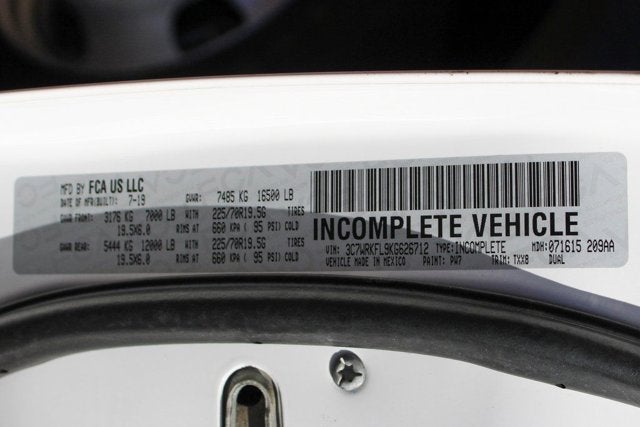 MFD BY FCA US LLC
DATE OF MFR(BUILT): 7-19 GVWR: 7485 KG 16500 LB
GAWR FRONT: 3176 KG 7000 LB WITH 225/70R19.5G TIRES
19.5X6.0 RIMS AT 660 KPA ( 95 PSI) COLD
GAWR REAR: 5444 KG 12000 LB WITH 225/70R19.5G TIRES
19.5X6.0 RIMS AT 660 KPA ( 95 PSI) COLD
INCOMPLETE VEHICLE
VIN: 3C7WRKFL9KG626712 TYPE:INCOMPLETE MDH:071615 209AA
VEHICLE MADE IN MEXICO PAINT: PW7 TRIM: TXX8 DUAL